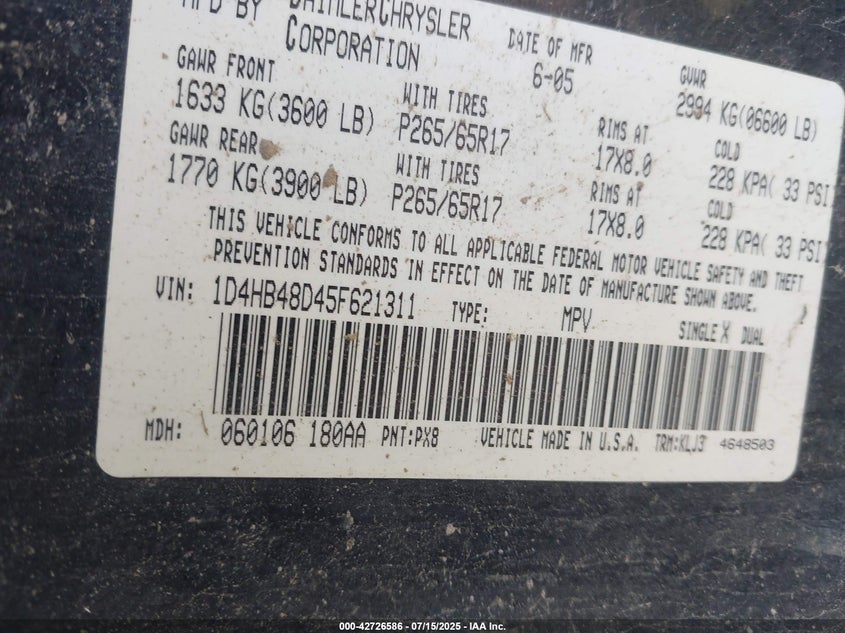 MFD BY DAIMLERCHRYSLER CORPORATION
DATE OF MFR 6-05
GVWR 2994 KG(06600 LB)
GAWR FRONT 1633 KG(3600 LB)
WITH TIRES P265/65R17
RIMS AT 17X8.0
COLD 228 KPA( 33 PSI
GAWR REAR 1770 KG(3900 LB)
WITH TIRES P265/65R17
RIMS AT 17X8.0
COLD 228 KPA( 33 PSI)
THIS VEHICLE CONFORMS TO ALL APPLICABLE FEDERAL MOTOR VEHICLE SAFETY AND THEFT
PREVENTION STANDARDS IN EFFECT ON THE DATE OF MANUFACTURE SHOWN ABOVE.
VIN: 1D4HB48D45F621311 TYPE: MPV SINGLE X DUAL
MDH: 060106 180AA PNT:PX8 VEHICLE MADE IN U.S.A. TRM:KLJ3 4648503
000-42726586 - 07/15/2025 - IAA Inc.